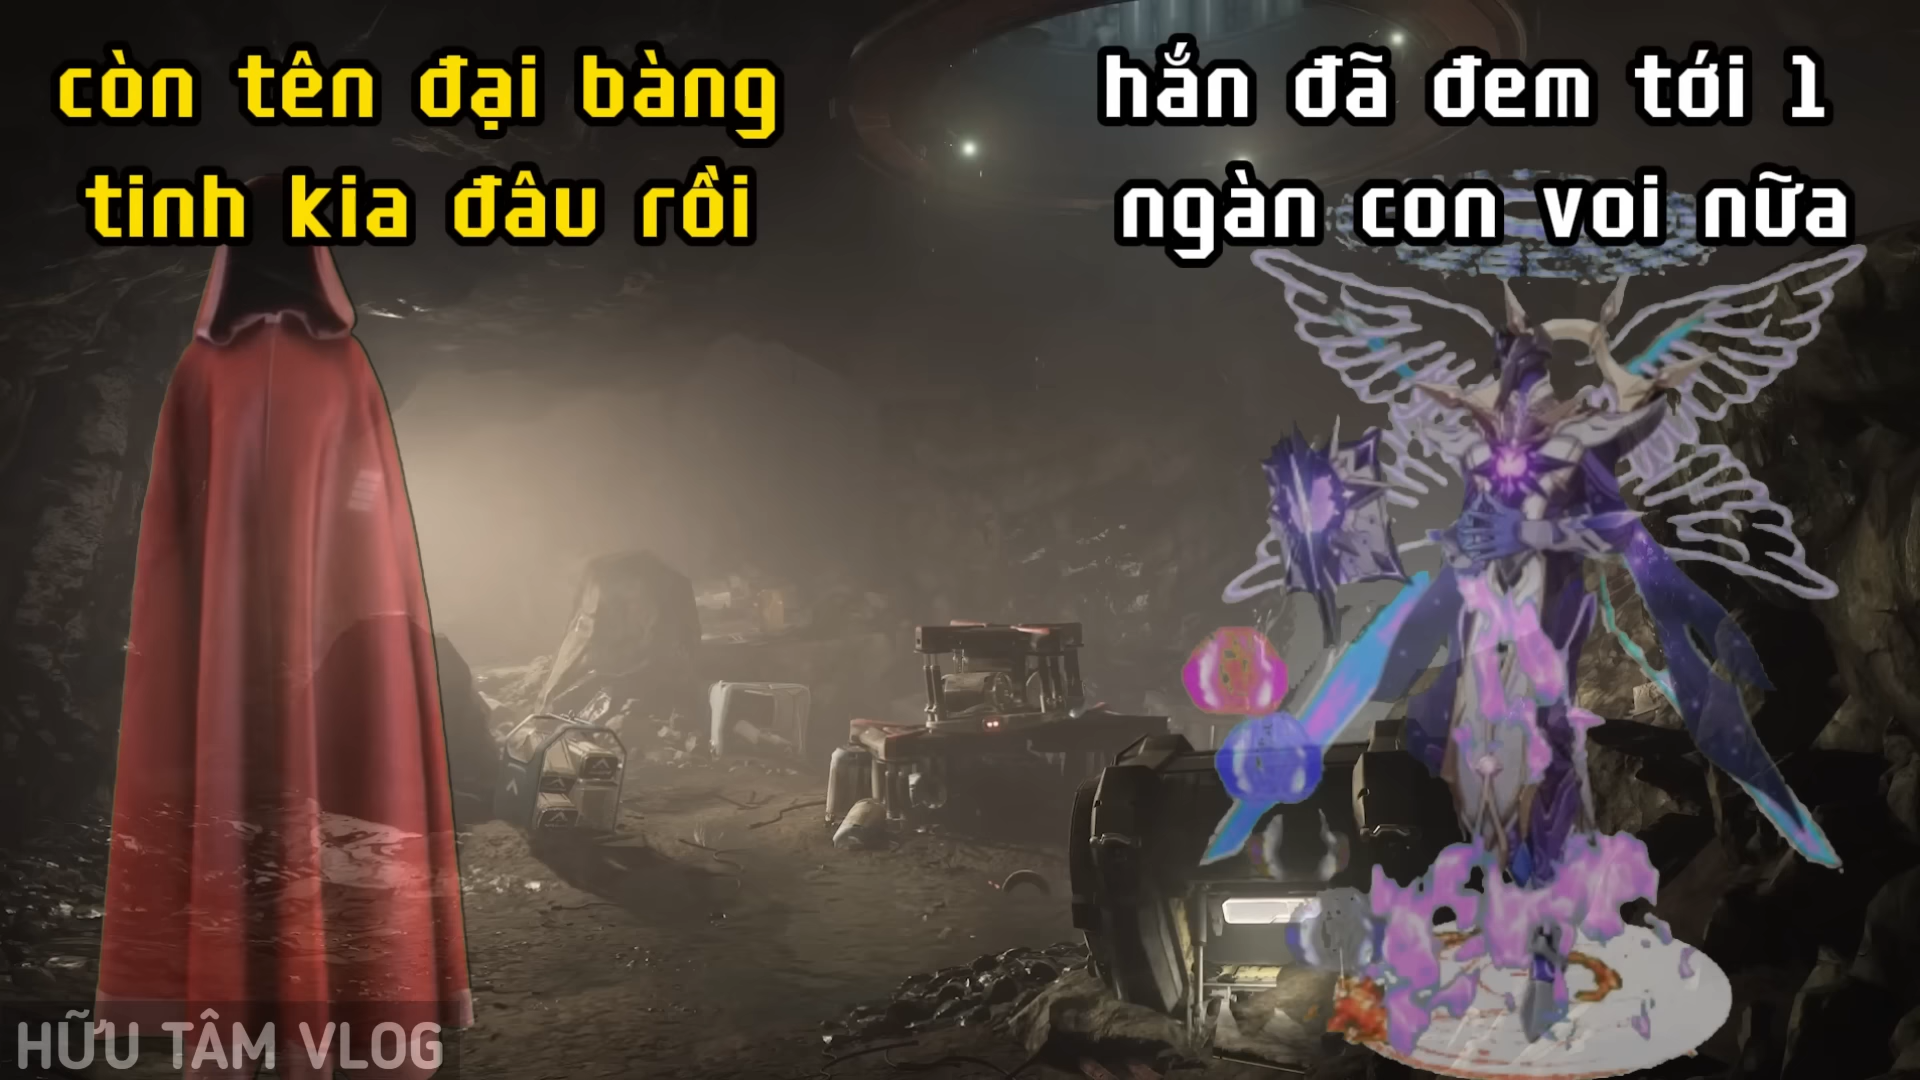 còn tên đại bàng
tinh kia đâu rồi
hắn đã đem tới 1
ngàn con voi nữa
HỮU TÂM VLOG